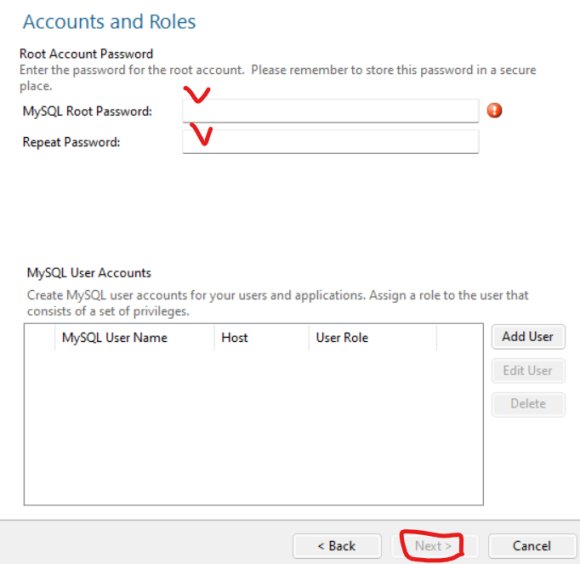 Accounts and Roles
Root Account Password
Enter the password for the root account. Please remember to store this password in a secure
place.
MySQL Root Password:
Repeat Password:
MySQL User Accounts
Create MySQL user accounts for your users and applications. Assign a role to the user that
consists of a set of privileges.
MySQL User Name Host User Role
Add User
Edit User
Delete
< Back Next > Cancel